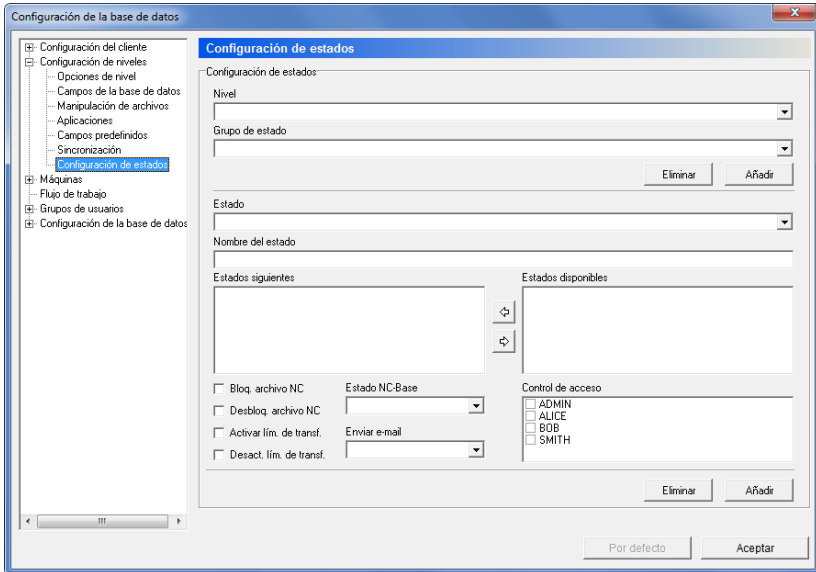 Configuración de la base de datos
Configuración del cliente
Configuración de niveles
Opciones de nivel
Campos de la base de datos
Manipulación de archivos
Aplicaciones
Campos predefinidos
Sincronización
Configuración de estados
Máquinas
Flujo de trabajo
Grupos de usuarios
Configuración de la base de datos
Configuración de estados
Configuración de estados
Nivel
Grupo de estado
Eliminar Añadir
Estado
Nombre del estado
Estados siguientes Estados disponibles
Bloq. archivo NC Estado NC-Base Control de acceso
ADMIN
Desbloq. archivo NC ALICE
BOB
Activar lím. de transf. Enviar e-mail SMITH
Desact. lím. de transf.
Eliminar Añadir
Por defecto Aceptar